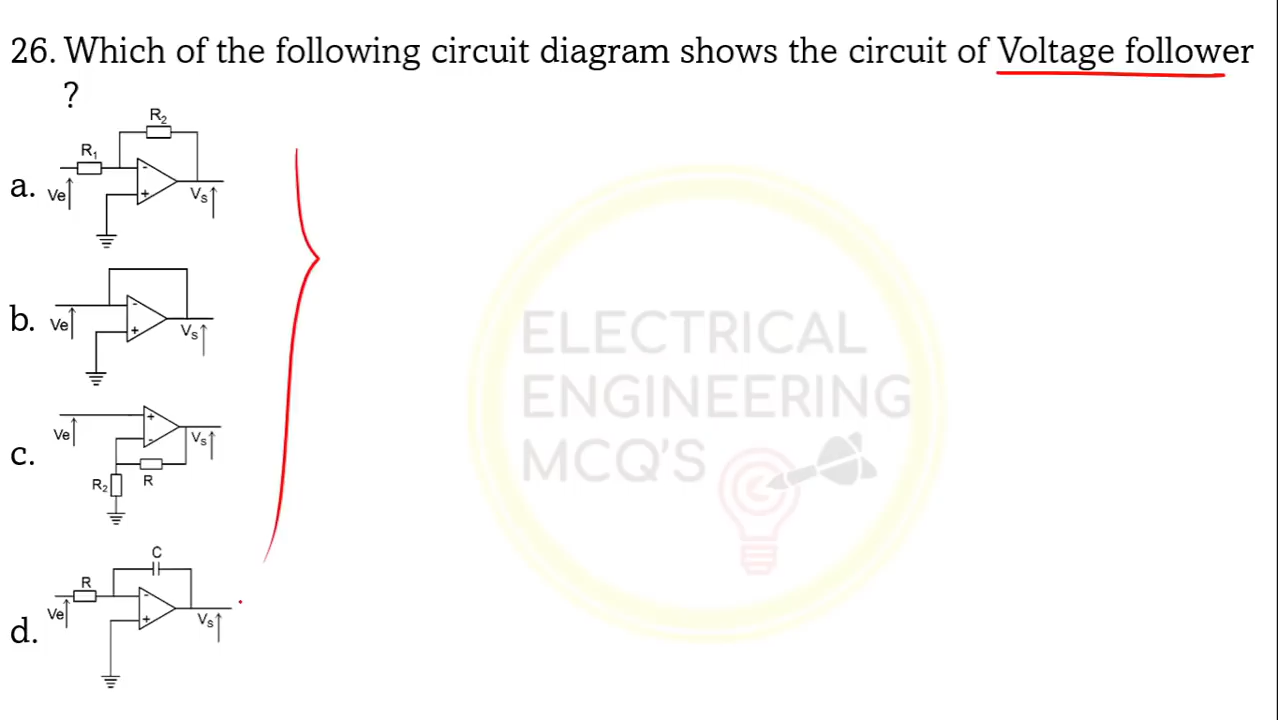 26. Which of the following circuit diagram shows the circuit of Voltage follower
?
R₂
R₁
-
+
a. Ve
Vs
-
+
b. Ve
Vs
+
-
Ve
Vs
c.
R₂
R
C
R
-
+
Ve
Vs
d.
ELECTRICAL
ENGINEERING
MCQ'S